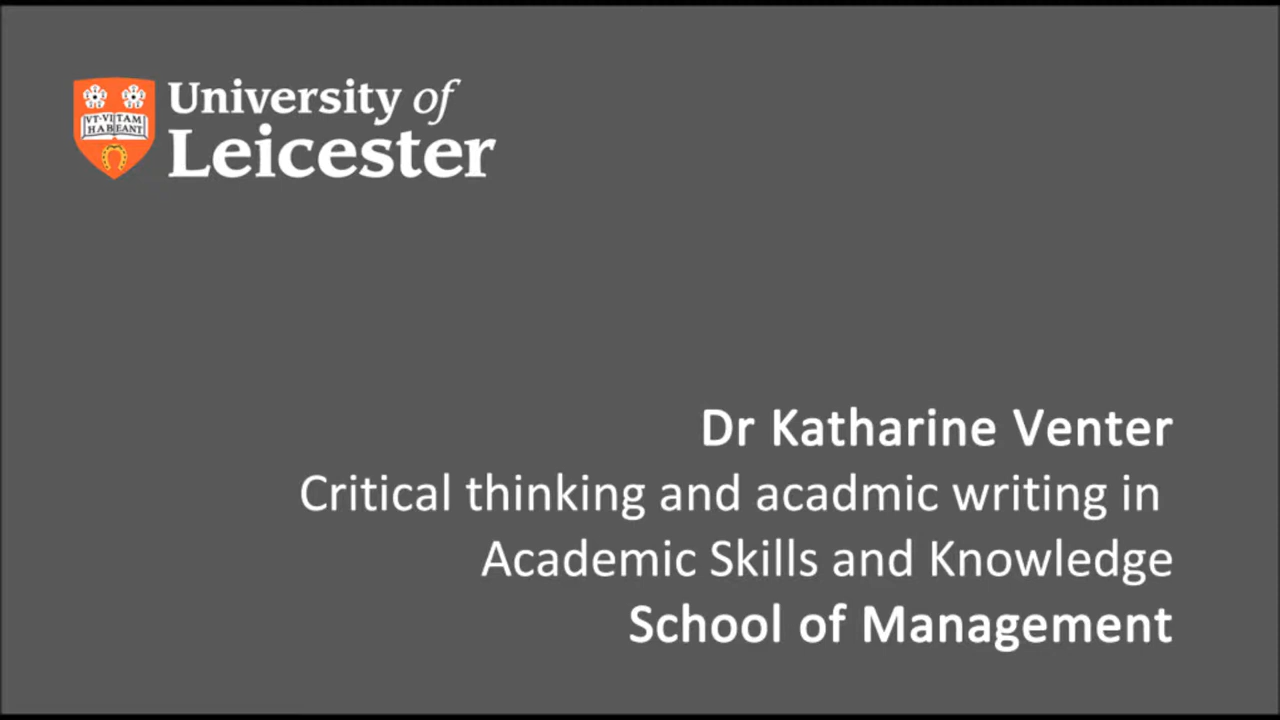 University of
Leicester
VT·VITAM
HABEANT
Dr Katharine Venter
Critical thinking and acadmic writing in
Academic Skills and Knowledge
School of Management